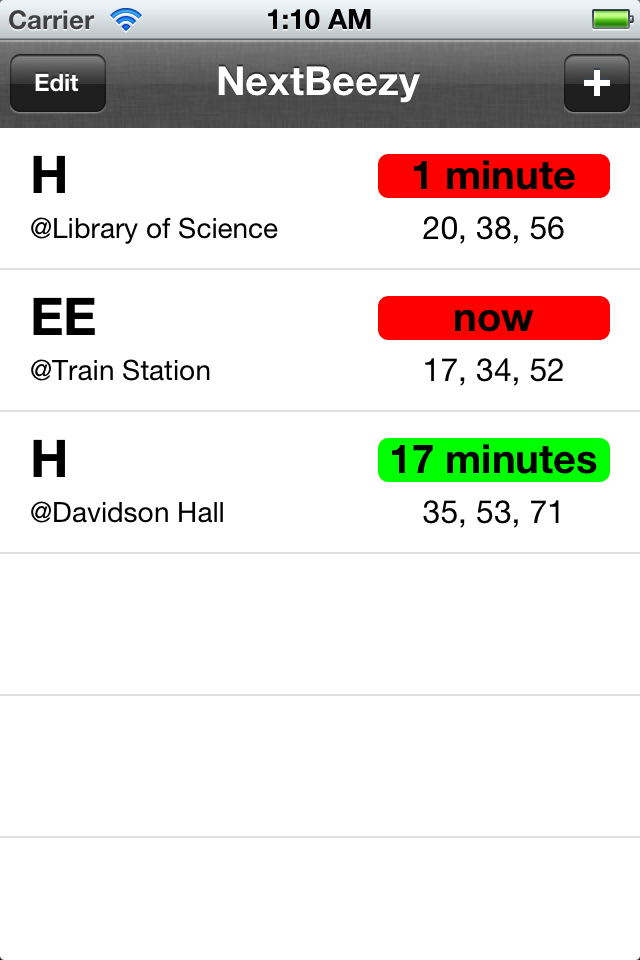 Carrier 1:10 AM
Edit NextBeezy +
H 1 minute
@Library of Science 20, 38, 56
EE now
@Train Station 17, 34, 52
H 17 minutes
@Davidson Hall 35, 53, 71